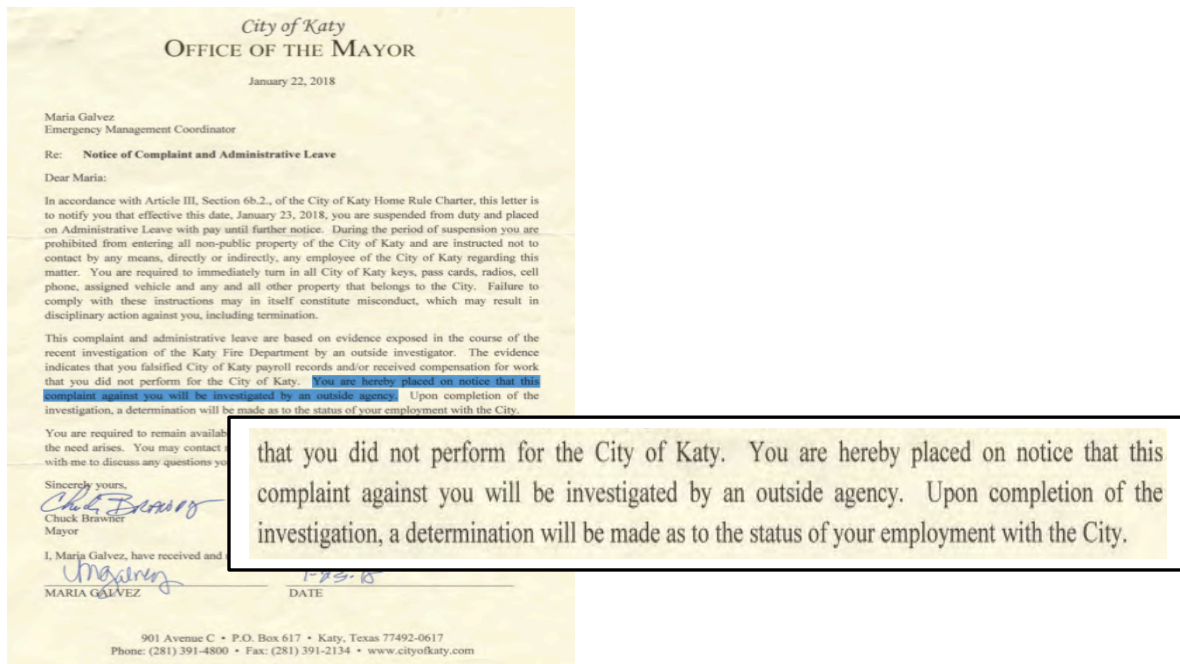 City of Katy
OFFICE OF THE MAYOR
January 22, 2018
Maria Galvez
Emergency Management Coordinator
Re: Notice of Complaint and Administrative Leave
Dear Maria:
In accordance with Article III, Section 6b.2., of the City of Katy Home Rule Charter, this letter is
to notify you that effective this date, January 23, 2018, you are suspended from duty and placed
on Administrative Leave with pay until further notice. During the period of suspension you are
prohibited from entering all non-public property of the City of Katy and are instructed not to
contact by any means, directly or indirectly, any employee of the City of Katy regarding this
matter. You are required to immediately turn in all City of Katy keys, pass cards, radios, cell
phone, assigned vehicle and any and all other property that belongs to the City. Failure to
comply with these instructions may in itself constitute misconduct, which may result in
disciplinary action against you, including termination.
This complaint and administrative leave are based on evidence exposed in the course of the
recent investigation of the Katy Fire Department by an outside investigator. The evidence
indicates that you falsified City of Katy payroll records and/or received compensation for work
that you did not perform for the City of Katy. You are hereby placed on notice that this
complaint against you will be investigated by an outside agency. Upon completion of the
investigation, a determination will be made as to the status of your employment with the City.
You are required to remain
the need arises. You may contact
with me to discuss any questions
Sincerely yours,
Chuck Brawner
Chuck Brawner
Mayor
I, Maria Galvez, have received and
MARIA GALVEZ DATE
901 Avenue C • P.O. Box 617 • Katy, Texas 77492-0617
Phone: (281) 391-4800 • Fax: (281) 391-2134 • www.cityofkaty.com
that you did not perform for the City of Katy. You are hereby placed on notice that this
complaint against you will be investigated by an outside agency. Upon completion of the
investigation, a determination will be made as to the status of your employment with the City.